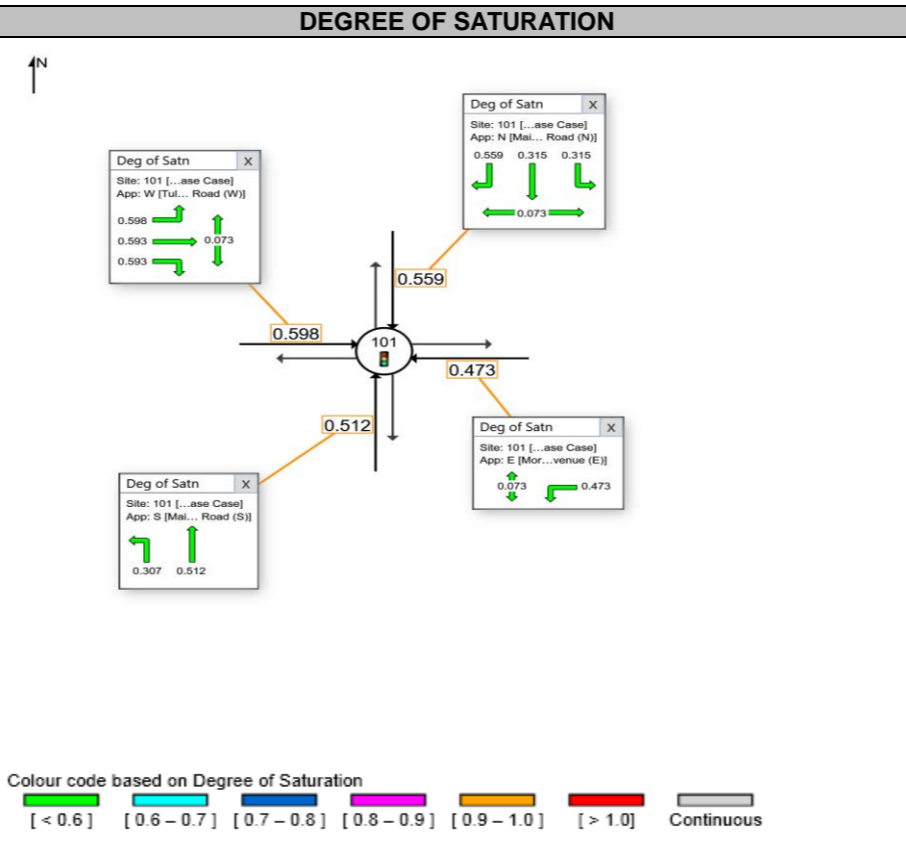 DEGREE OF SATURATION
N
Deg of Satn X
Site: 101 [...ase Case]
App: N [Mai... Road (N)]
0.559 0.315 0.315
0.073
Deg of Satn X
Site: 101 [...ase Case]
App: W [Tul... Road (W)]
0.598
0.593 0.073
0.593
0.559
0.598
101
0.473
0.512
Deg of Satn X
Site: 101 [...ase Case]
App: E [Mor...venue (E)]
0.073 0.473
Deg of Satn X
Site: 101 [...ase Case]
App: S [Mai... Road (S)]
0.307 0.512
Colour code based on Degree of Saturation
[ < 0.6 ] [ 0.6 – 0.7 ] [ 0.7 – 0.8 ] [ 0.8 – 0.9 ] [ 0.9 – 1.0 ] [ > 1.0] Continuous